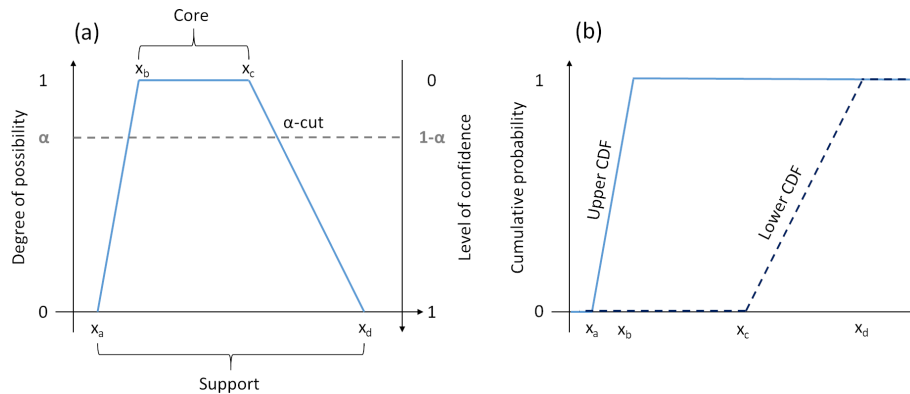 (a)
Core
x_b
x_c
1
0
α
α-cut
1-α
Degree of possibility
Level of confidence
0
1
x_a
x_d
Support
(b)
1
Cumulative probability
Upper CDF
Lower CDF
0
x_a
x_b
x_c
x_d